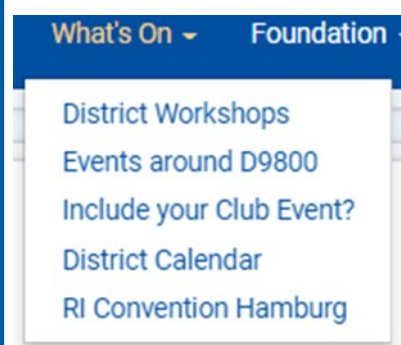 What's On Foundation
District Workshops
Events around D9800
Include your Club Event?
District Calendar
RI Convention Hamburg